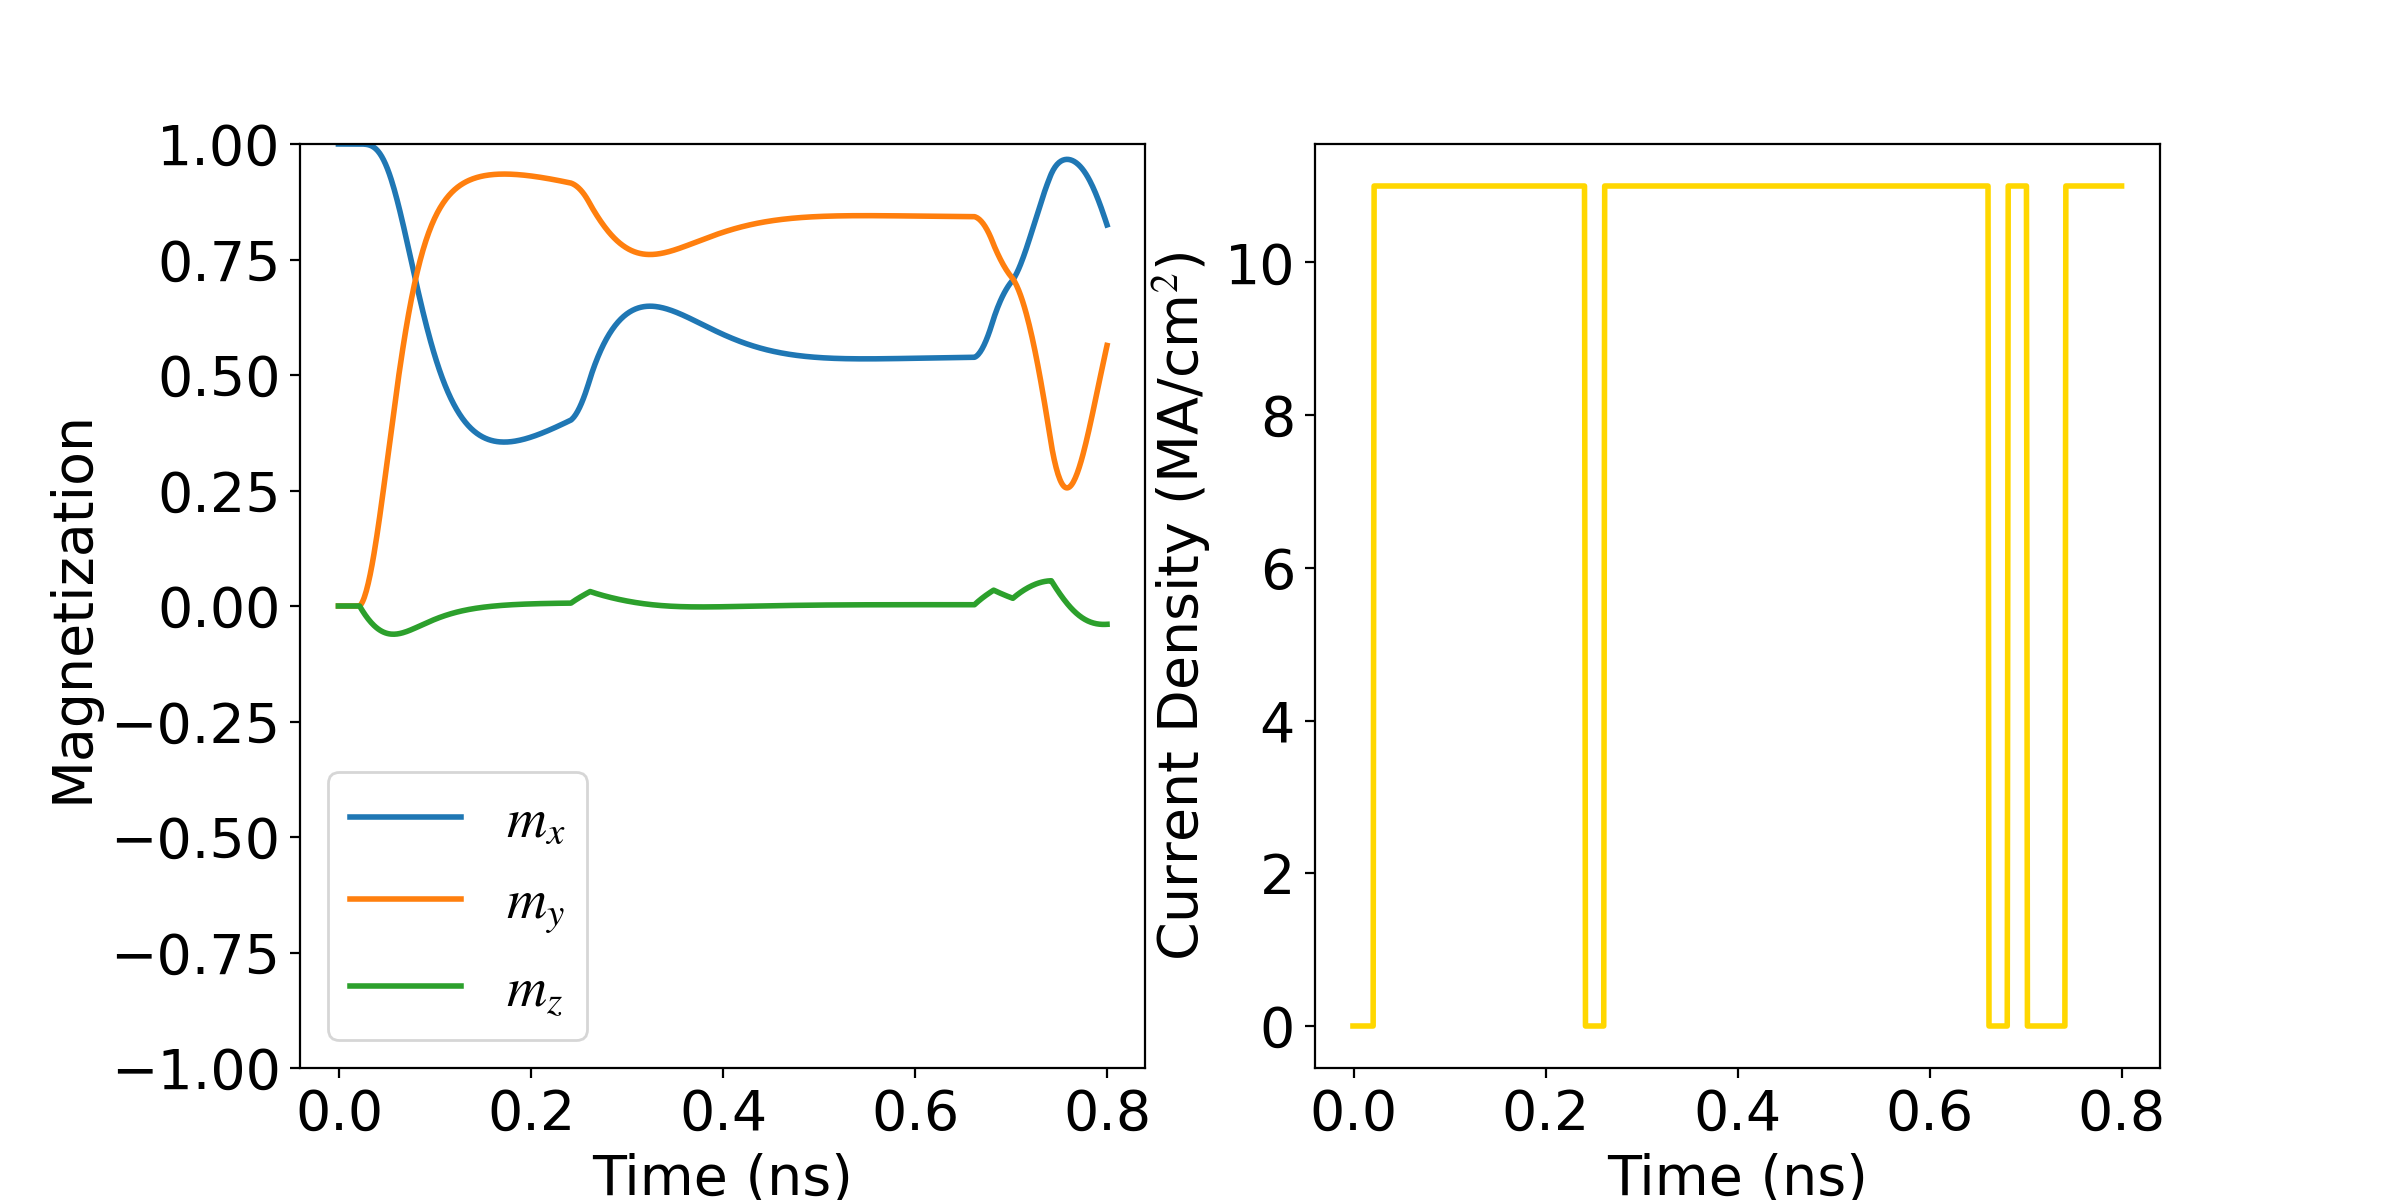 Magnetization
1.00
0.75
0.50
0.25
0.00
−0.25
−0.50
−0.75
−1.00
m_x
m_y
m_z
0.0 0.2 0.4 0.6 0.8
Time (ns)
Current Density (MA/cm²)
10
8
6
4
2
0
0.0 0.2 0.4 0.6 0.8
Time (ns)